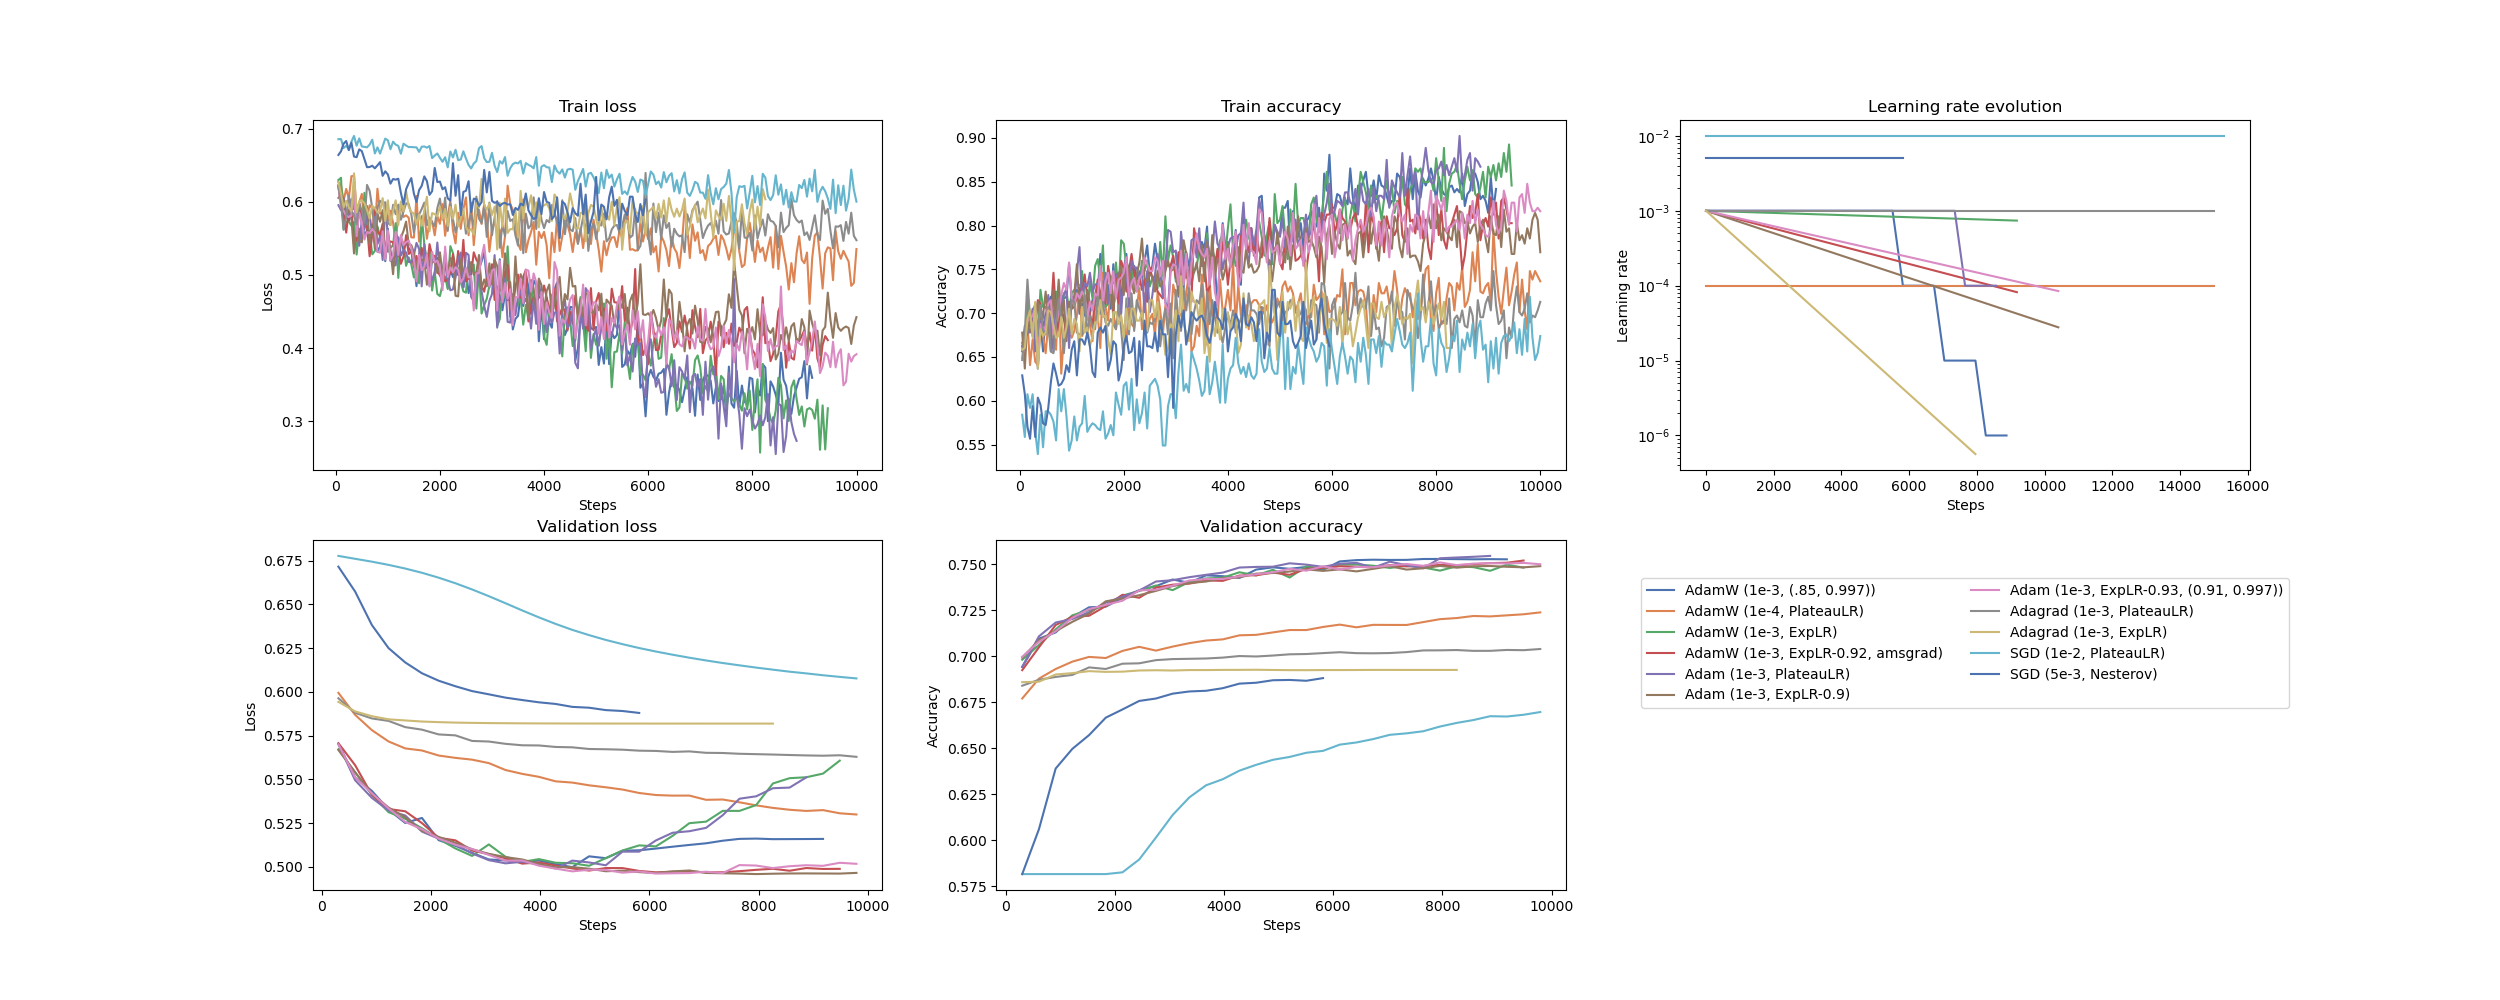 Train loss
Train accuracy
Learning rate evolution
0.7
0.6
0.5
0.4
0.3
Loss
0 2000 4000 6000 8000 10000
Steps
0.90
0.85
0.80
0.75
0.70
0.65
0.60
0.55
Accuracy
0 2000 4000 6000 8000 10000
Steps
10⁻²
10⁻³
10⁻⁴
10⁻⁵
10⁻⁶
Learning rate
0 2000 4000 6000 8000 10000 12000 14000 16000
Steps
Validation loss
Validation accuracy
0.675
0.650
0.625
0.600
0.575
0.550
0.525
0.500
Loss
0 2000 4000 6000 8000 10000
Steps
0.750
0.725
0.700
0.675
0.650
0.625
0.600
0.575
Accuracy
0 2000 4000 6000 8000 10000
Steps
AdamW (1e-3, (.85, 0.997))
AdamW (1e-4, PlateauLR)
AdamW (1e-3, ExpLR)
AdamW (1e-3, ExpLR-0.92, amsgrad)
Adam (1e-3, PlateauLR)
Adam (1e-3, ExpLR-0.9)
Adam (1e-3, ExpLR-0.93, (0.91, 0.997))
Adagrad (1e-3, PlateauLR)
Adagrad (1e-3, ExpLR)
SGD (1e-2, PlateauLR)
SGD (5e-3, Nesterov)